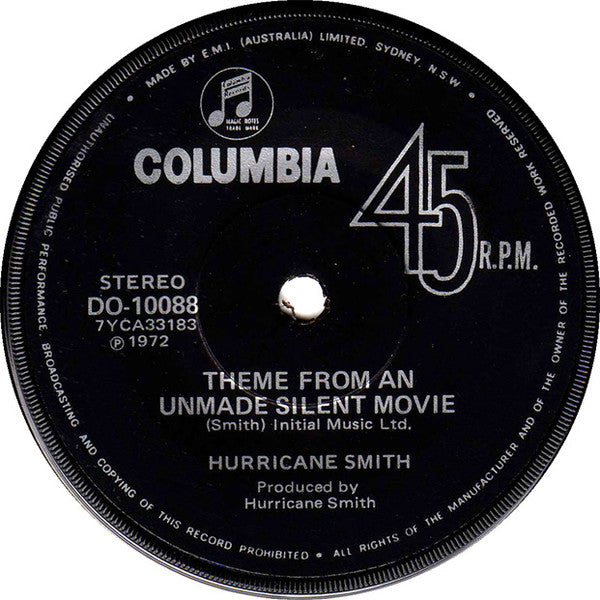 MADE BY E.M.I. (AUSTRALIA) LIMITED, SYDNEY, N.S.W.
Columbia
Records
MAGIC NOTES
TRADE MARK
COLUMBIA
45 R.P.M.
STEREO
DO-10088
7YCA33183
℗ 1972
THEME FROM AN
UNMADE SILENT MOVIE
(Smith) Initial Music Ltd.
HURRICANE SMITH
Produced by
Hurricane Smith
UNAUTHORISED PUBLIC PERFORMANCE, BROADCASTING AND COPYING OF THIS RECORD PROHIBITED • ALL RIGHTS OF THE MANUFACTURER AND OF THE OWNER OF THE RECORDED WORK RESERVED